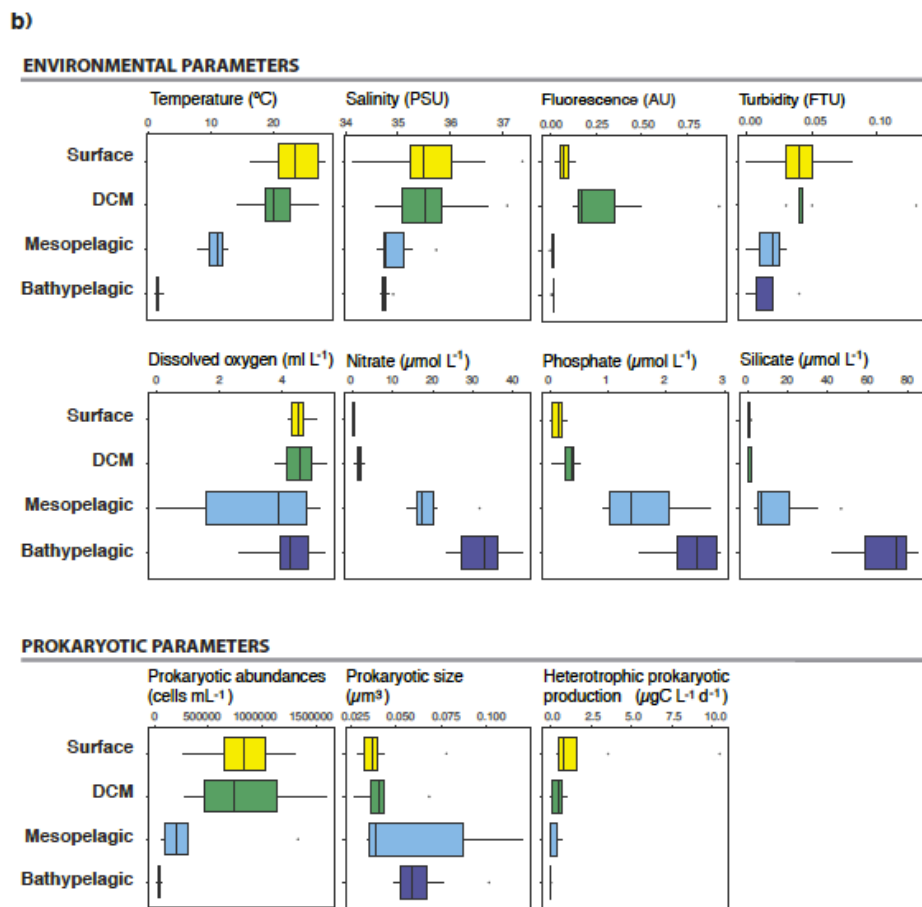 b)
ENVIRONMENTAL PARAMETERS
Temperature (ºC) Salinity (PSU) Fluorescence (AU) Turbidity (FTU)
0 10 20 34 35 36 37 0.00 0.25 0.50 0.75 0.00 0.05 0.10
Surface
DCM
Mesopelagic
Bathypelagic
Dissolved oxygen (ml L⁻¹) Nitrate (µmol L⁻¹) Phosphate (µmol L⁻¹) Silicate (µmol L⁻¹)
0 2 4 0 10 20 30 40 0 1 2 3 0 20 40 60 80
Surface
DCM
Mesopelagic
Bathypelagic
PROKARYOTIC PARAMETERS
Prokaryotic abundances Prokaryotic size Heterotrophic prokaryotic
(cells mL⁻¹) (µm³) production (µgC L⁻¹ d⁻¹)
0 500000 1000000 1500000 0.025 0.050 0.075 0.100 0.0 2.5 5.0 7.5 10.0
Surface
DCM
Mesopelagic
Bathypelagic